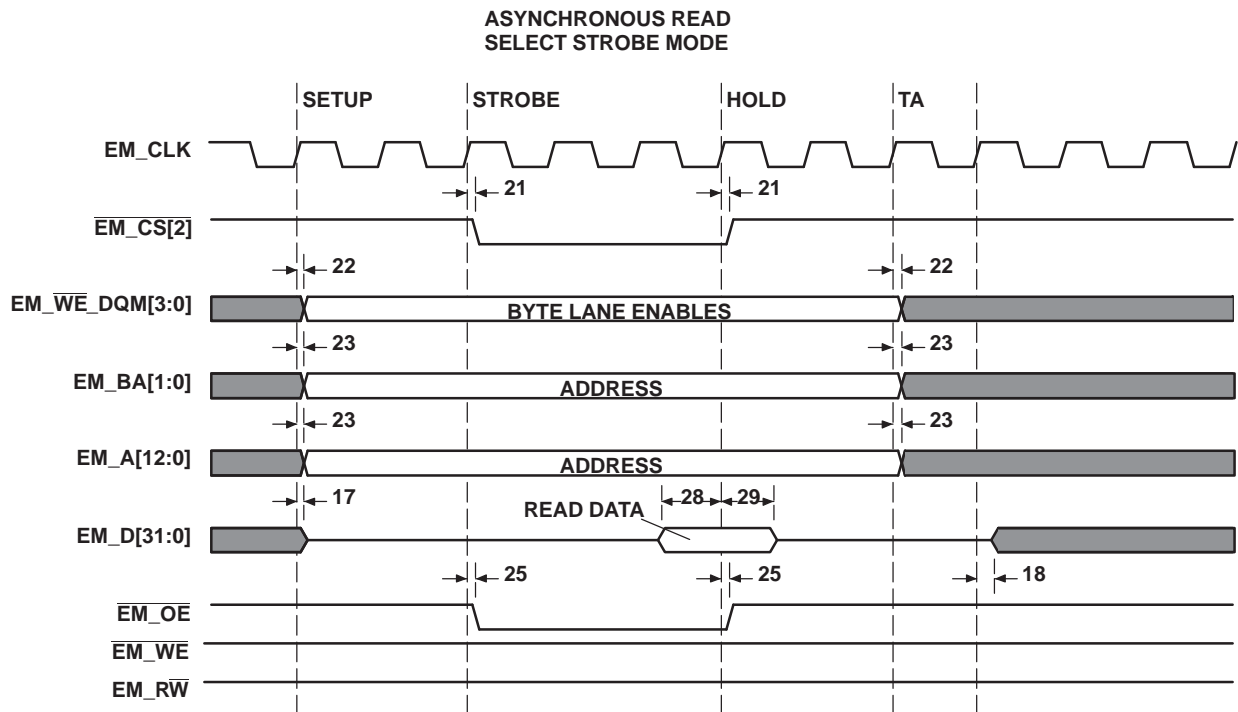 ASYNCHRONOUS READ
SELECT STROBE MODE
SETUP STROBE HOLD TA
EM_CLK
21 21
EM_CS[2]
22 22
EM_WE_DQM[3:0] BYTE LANE ENABLES
23 23
EM_BA[1:0] ADDRESS
23 23
EM_A[12:0] ADDRESS
17 28 29
READ DATA
EM_D[31:0]
25 25 18
EM_OE
EM_WE
EM_RW